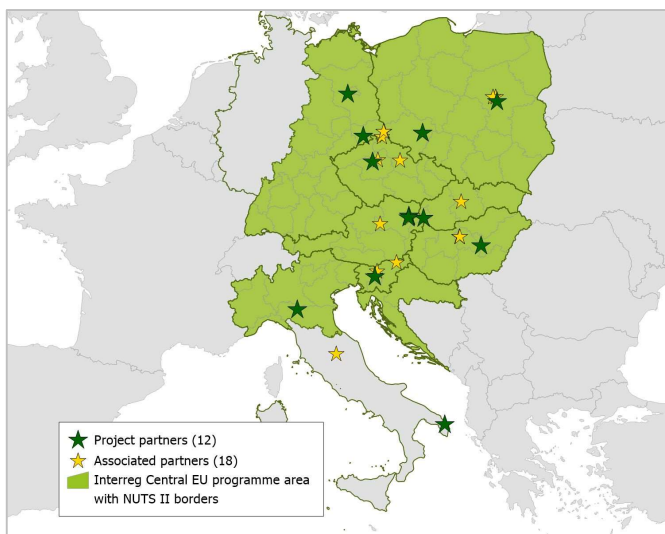 Project partners (12)
Associated partners (18)
Interreg Central EU programme area
with NUTS II borders